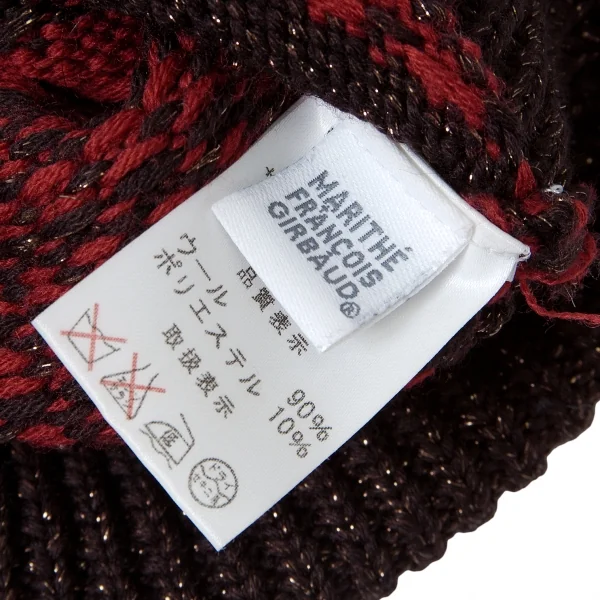 MARITHÉ
+ FRANÇOIS
GIRBAUD®
品質表示
ウール 90%
ポリエステル 10%
取扱表示
ドライ